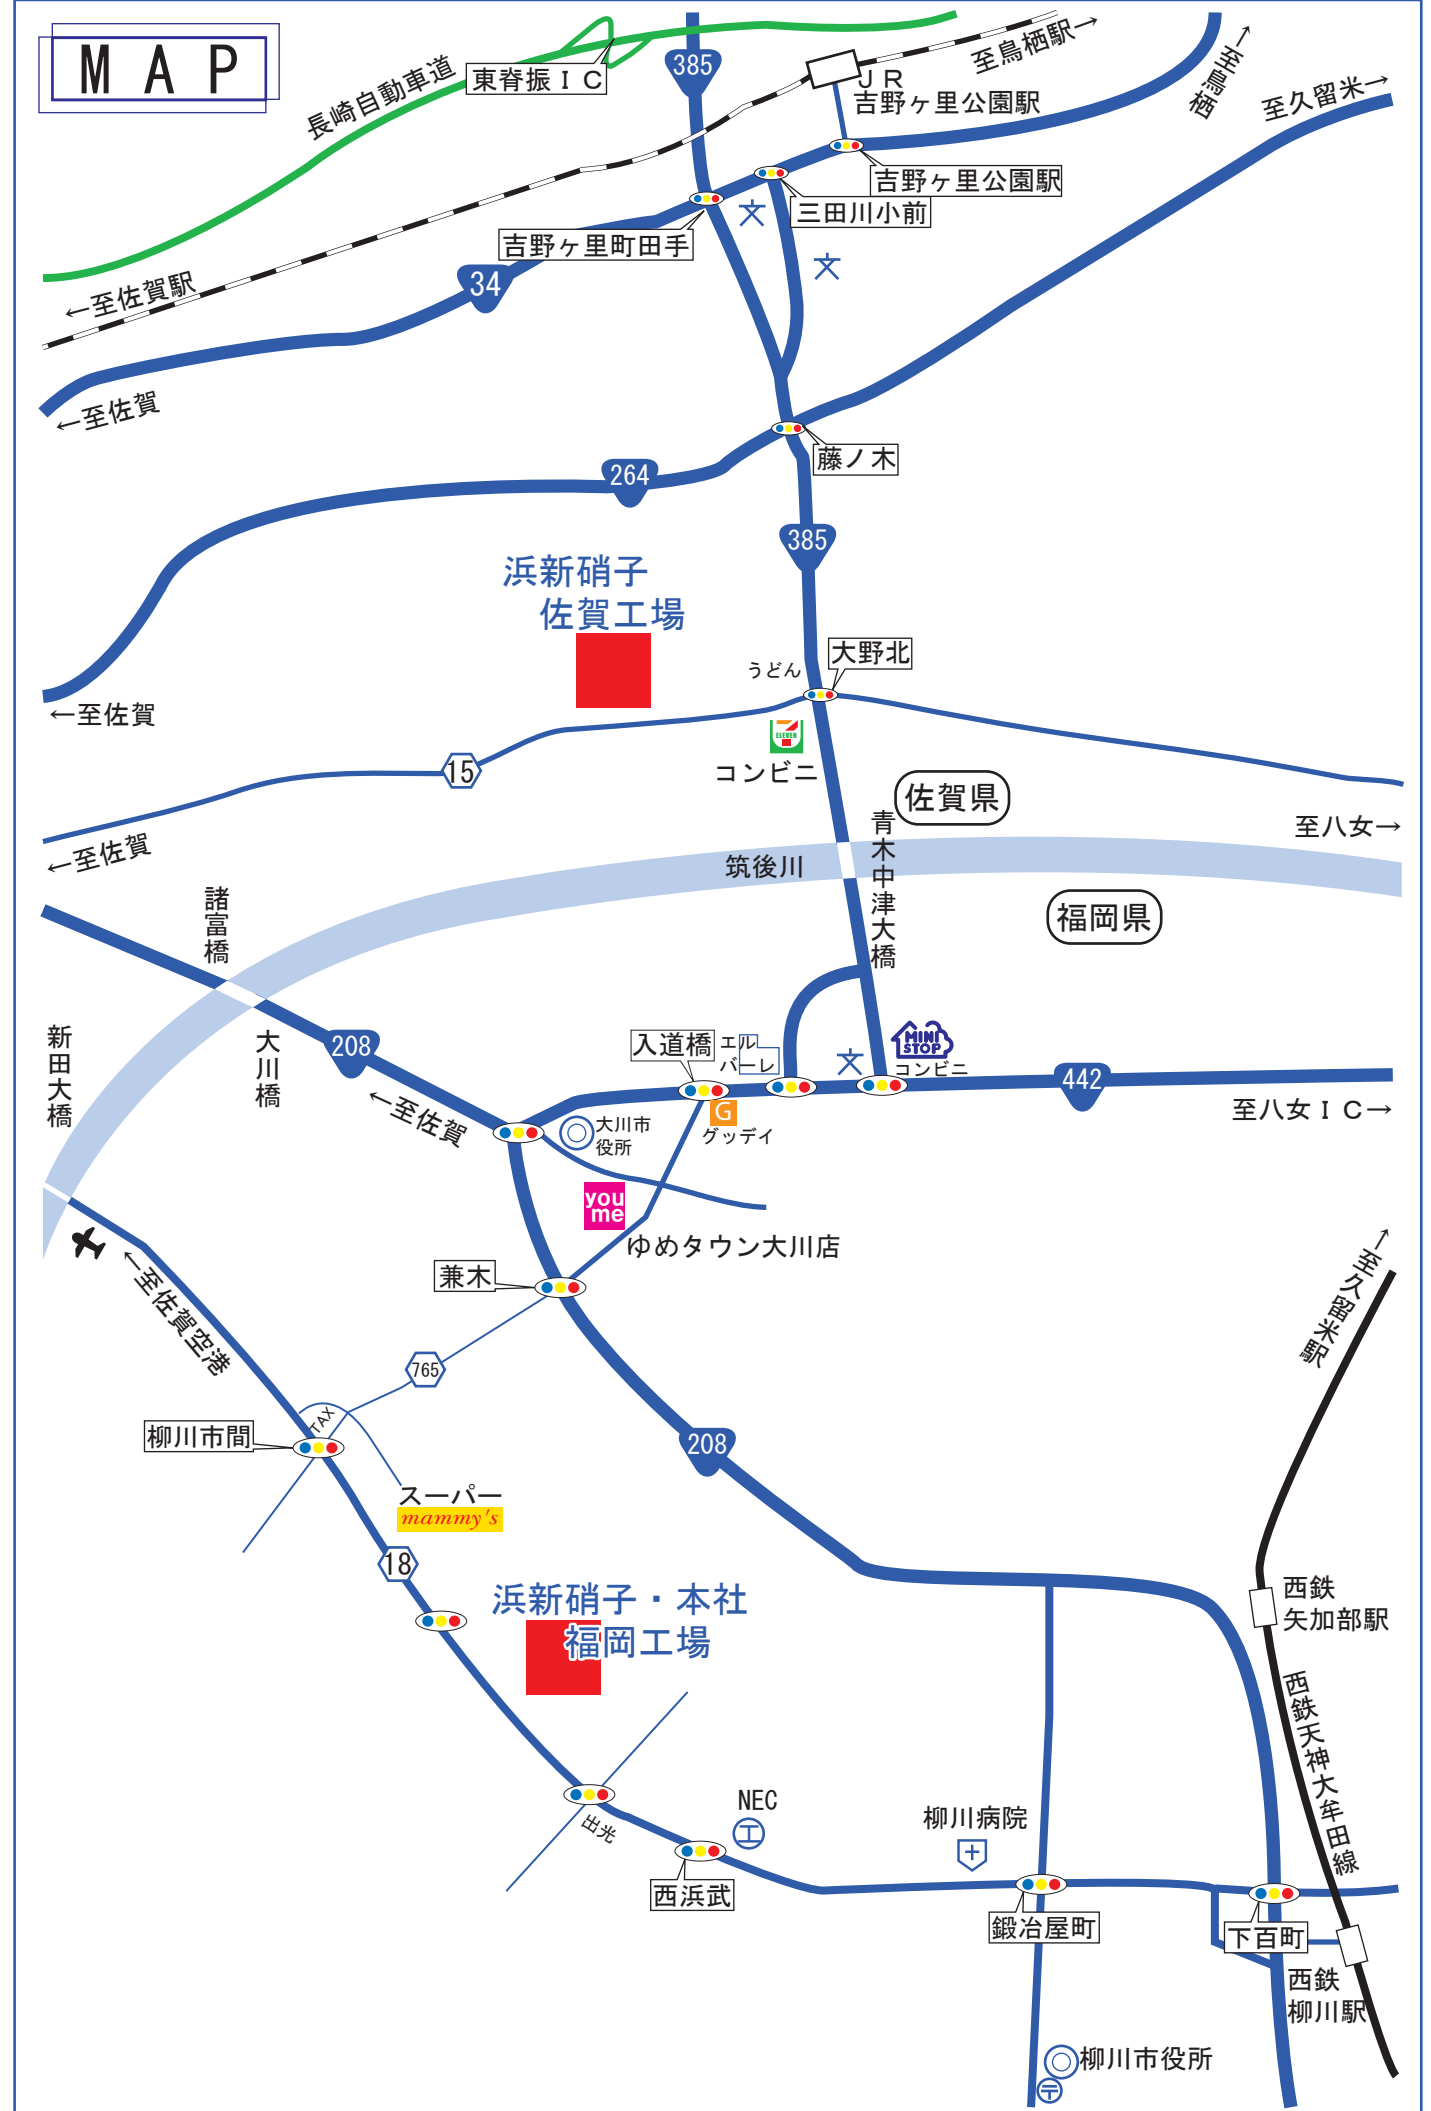 MAP
長崎自動車道
東脊振ＩＣ
385
至鳥栖駅→
ＪＲ
吉野ヶ里公園駅
至鳥栖→
至久留米→
吉野ヶ里公園駅
三田川小前
文
吉野ヶ里町田手
文
34
←至佐賀駅
←至佐賀
藤ノ木
264
385
浜新硝子
佐賀工場
うどん
大野北
←至佐賀
ELEVEN
コンビニ
15
佐賀県
至八女→
←至佐賀
筑後川
青木中津大橋
諸富橋
福岡県
新田大橋
大川橋
208
←至佐賀
入道橋
エル
バーレ
文
MINI
STOP
コンビニ
442
至八女ＩＣ→
大川市
役所
G
グッデイ
you
me
ゆめタウン大川店
兼木
←至佐賀空港
至久留米駅→
765
TAX
柳川市間
208
スーパー
mammy's
18
浜新硝子・本社
福岡工場
西鉄
矢加部駅
西鉄天神大牟田線
出光
NEC
工
柳川病院
西浜武
鍛冶屋町
下百町
西鉄
柳川駅
柳川市役所
〒